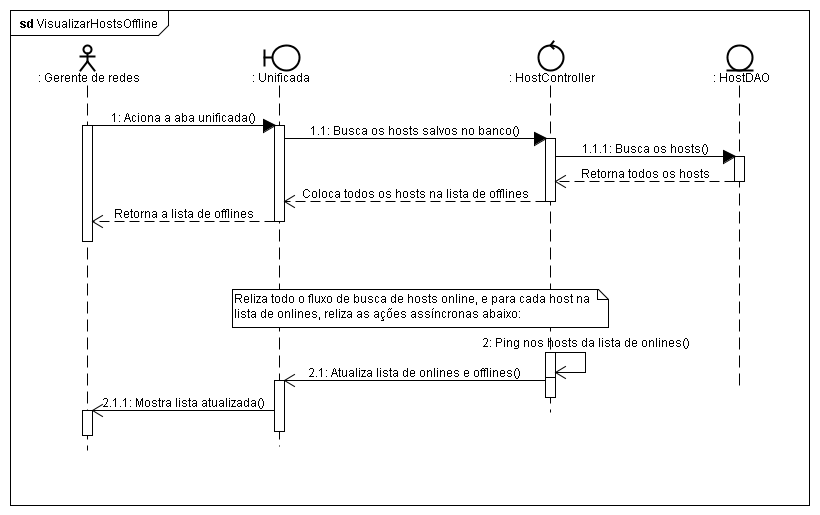 sd VisualizarHostsOffline
: Gerente de redes
: Unificada
: HostController
: HostDAO
1: Aciona a aba unificada()
1.1: Busca os hosts salvos no banco()
1.1.1: Busca os hosts()
Retorna todos os hosts
Coloca todos os hosts na lista de offlines
Retorna a lista de offlines
Reliza todo o fluxo de busca de hosts online, e para cada host na
lista de onlines, reliza as ações assíncronas abaixo:
2: Ping nos hosts da lista de onlines()
2.1: Atualiza lista de onlines e offlines()
2.1.1: Mostra lista atualizada()